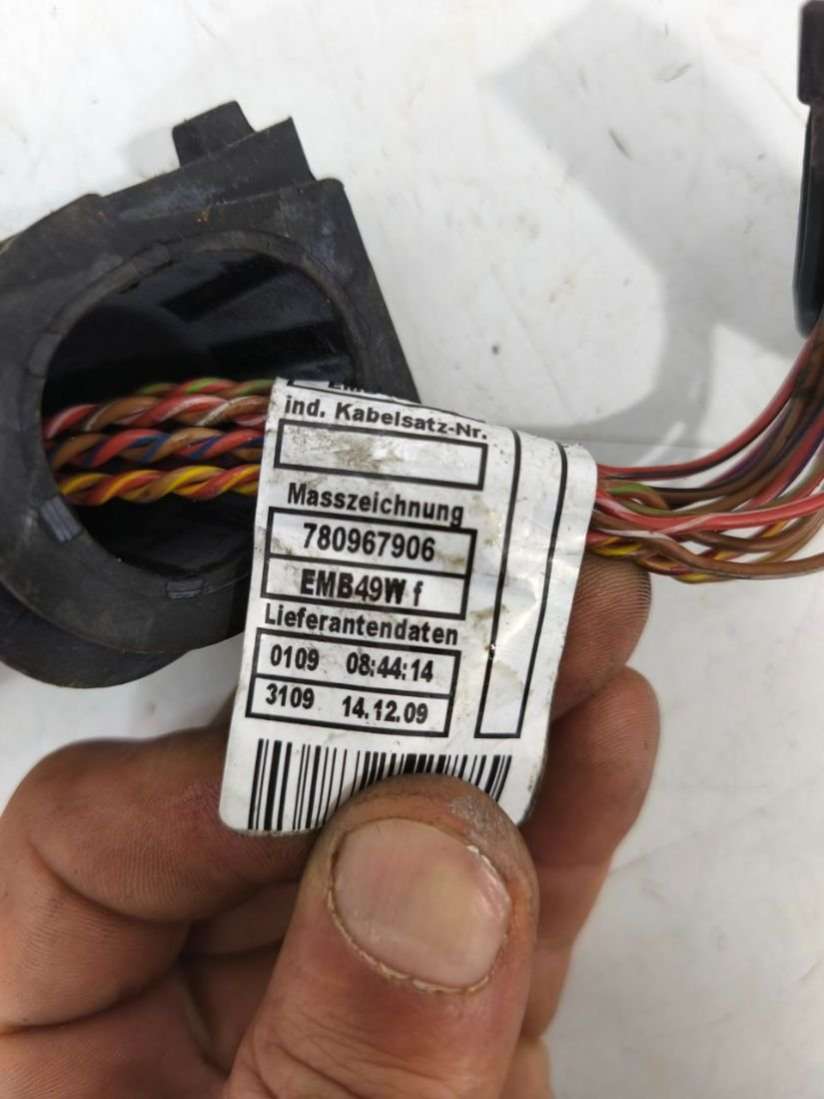 ind. Kabelsatz-Nr.
Masszeichnung
780967906
EMB49W f
Lieferantendaten
0109 08:44:14
3109 14.12.09